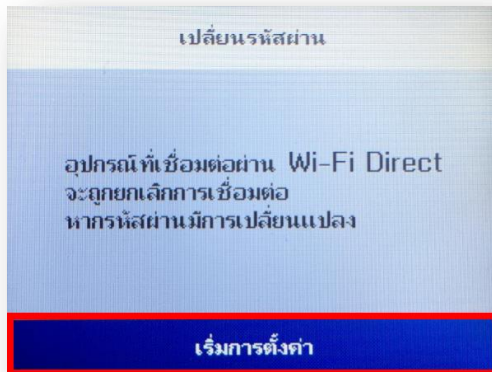 เปลี่ยนรหัสผ่าน
อุปกรณ์ที่เชื่อมต่อผ่าน Wi-Fi Direct
จะถูกยกเลิกการเชื่อมต่อ
หากรหัสผ่านมีการเปลี่ยนแปลง
เริ่มการตั้งค่า